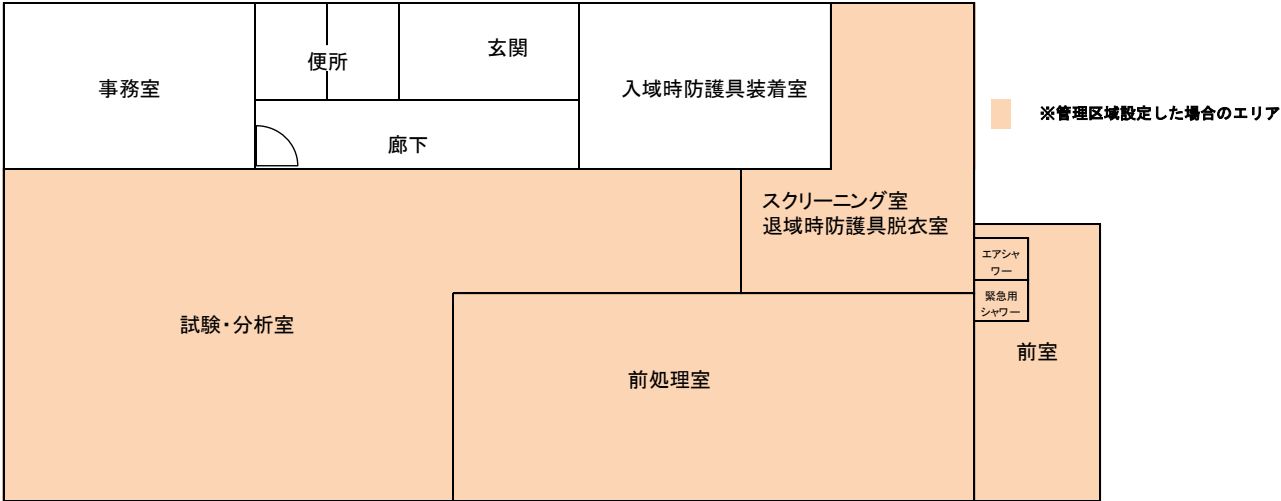 事務室
便所
玄関
入域時防護具装着室
廊下
※管理区域設定した場合のエリア
スクリーニング室
退域時防護具脱衣室
エアシャ
ワー
緊急用
シャワー
試験・分析室
前処理室
前室